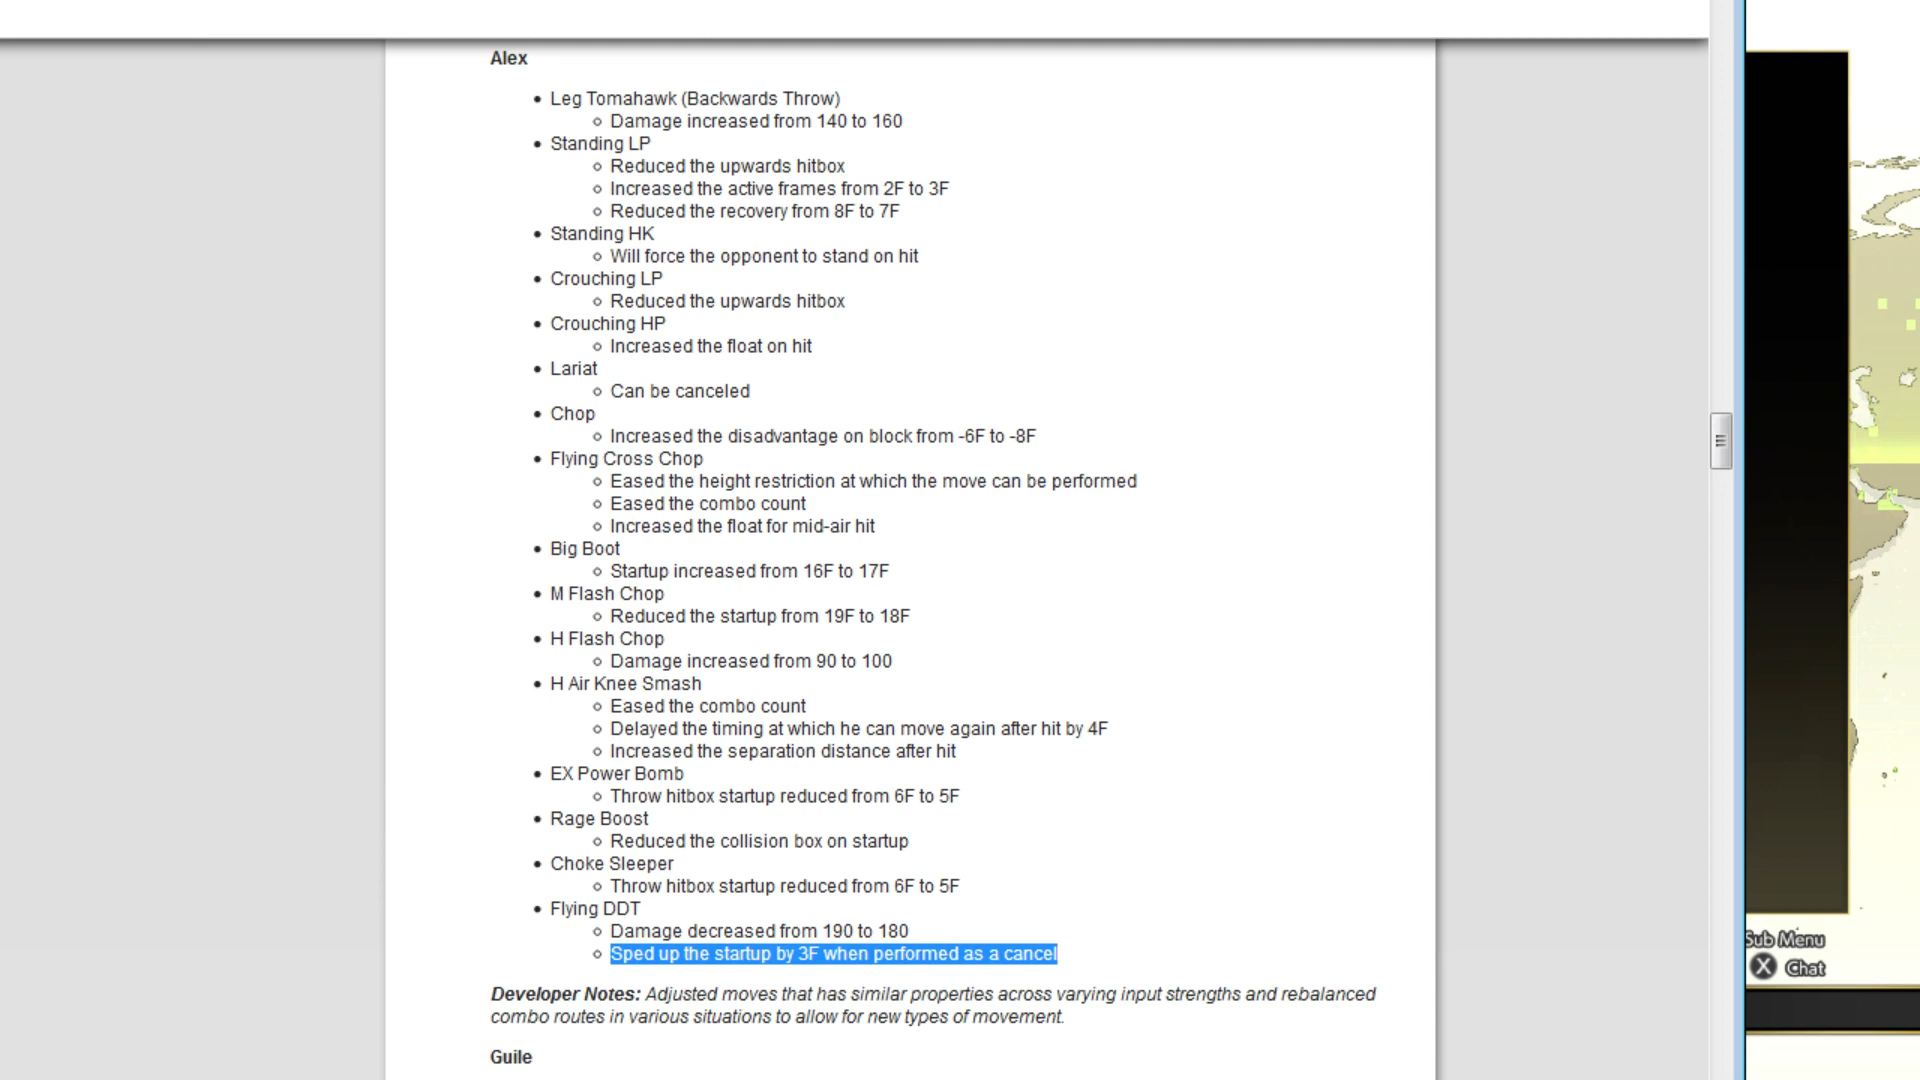 Alex
• Leg Tomahawk (Backwards Throw)
○ Damage increased from 140 to 160
• Standing LP
○ Reduced the upwards hitbox
○ Increased the active frames from 2F to 3F
○ Reduced the recovery from 8F to 7F
• Standing HK
○ Will force the opponent to stand on hit
• Crouching LP
○ Reduced the upwards hitbox
• Crouching HP
○ Increased the float on hit
• Lariat
○ Can be canceled
• Chop
○ Increased the disadvantage on block from -6F to -8F
• Flying Cross Chop
○ Eased the height restriction at which the move can be performed
○ Eased the combo count
○ Increased the float for mid-air hit
• Big Boot
○ Startup increased from 16F to 17F
• M Flash Chop
○ Reduced the startup from 19F to 18F
• H Flash Chop
○ Damage increased from 90 to 100
• H Air Knee Smash
○ Eased the combo count
○ Delayed the timing at which he can move again after hit by 4F
○ Increased the separation distance after hit
• EX Power Bomb
○ Throw hitbox startup reduced from 6F to 5F
• Rage Boost
○ Reduced the collision box on startup
• Choke Sleeper
○ Throw hitbox startup reduced from 6F to 5F
• Flying DDT
○ Damage decreased from 190 to 180
○ Sped up the startup by 3F when performed as a cancel
Developer Notes: Adjusted moves that has similar properties across varying input strengths and rebalanced
combo routes in various situations to allow for new types of movement.
Guile
Sub Menu
X Chat